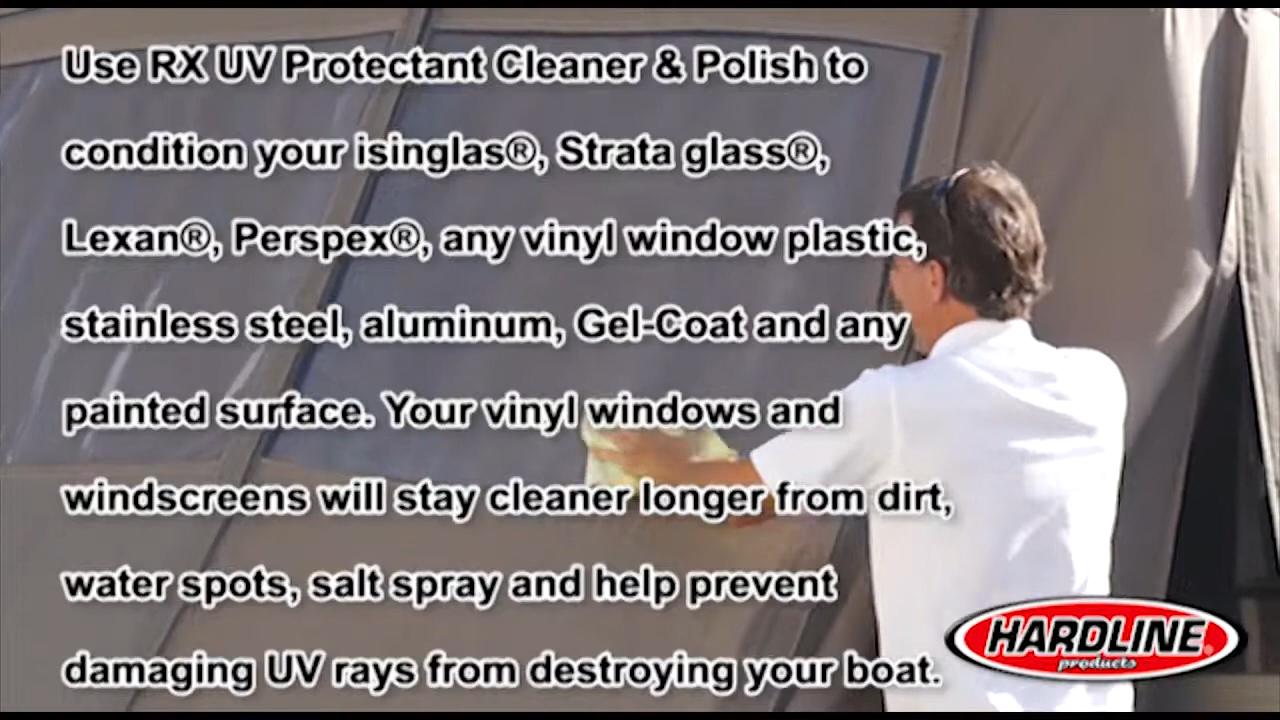 Use RX UV Protectant Cleaner & Polish to
condition your isinglas®, Strata glass®,
Lexan®, Perspex®, any vinyl window plastic,
stainless steel, aluminum, Gel-Coat and any
painted surface. Your vinyl windows and
windscreens will stay cleaner longer from dirt,
water spots, salt spray and help prevent
damaging UV rays from destroying your boat.
HARDLINE®
products